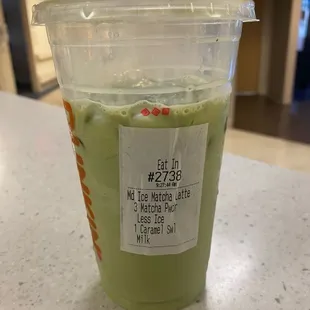 Eat In
#2738
Md Ice Matcha Latte
3 Matcha Pwdr
Less Ice
1 Caramel Swl
Milk